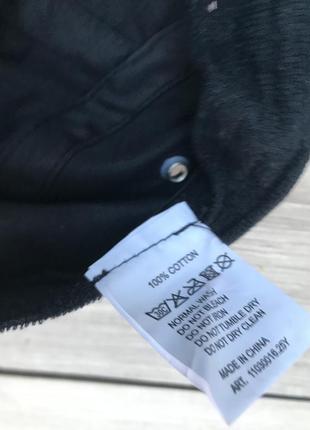 100% COTTON
NORMAL WASH
DO NOT BLEACH
DO NOT IRON
DO NOT TUMBLE DRY
DO NOT DRY CLEAN
MADE IN CHINA
ART.